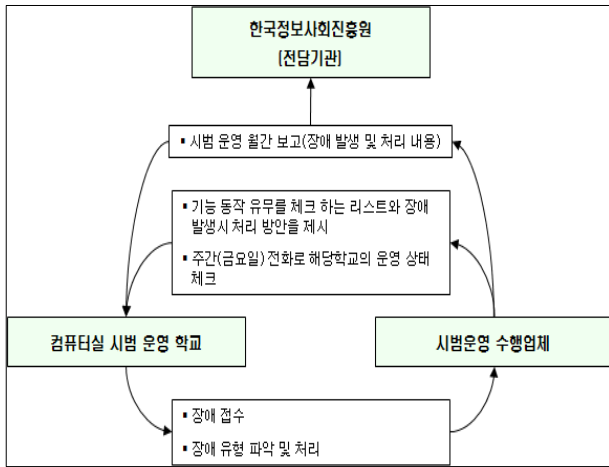 한국정보사회진흥원
(전담기관)
▪ 시범 운영 월간 보고(장애 발생 및 처리 내용)
▪ 기능 동작 유무를 체크 하는 리스트와 장애
발생시 처리 방안을 제시
▪ 주간(금요일) 전화로 해당학교의 운영 상태
체크
컴퓨터실 시범 운영 학교
시범운영 수행업체
▪ 장애 접수
▪ 장애 유형 파악 및 처리